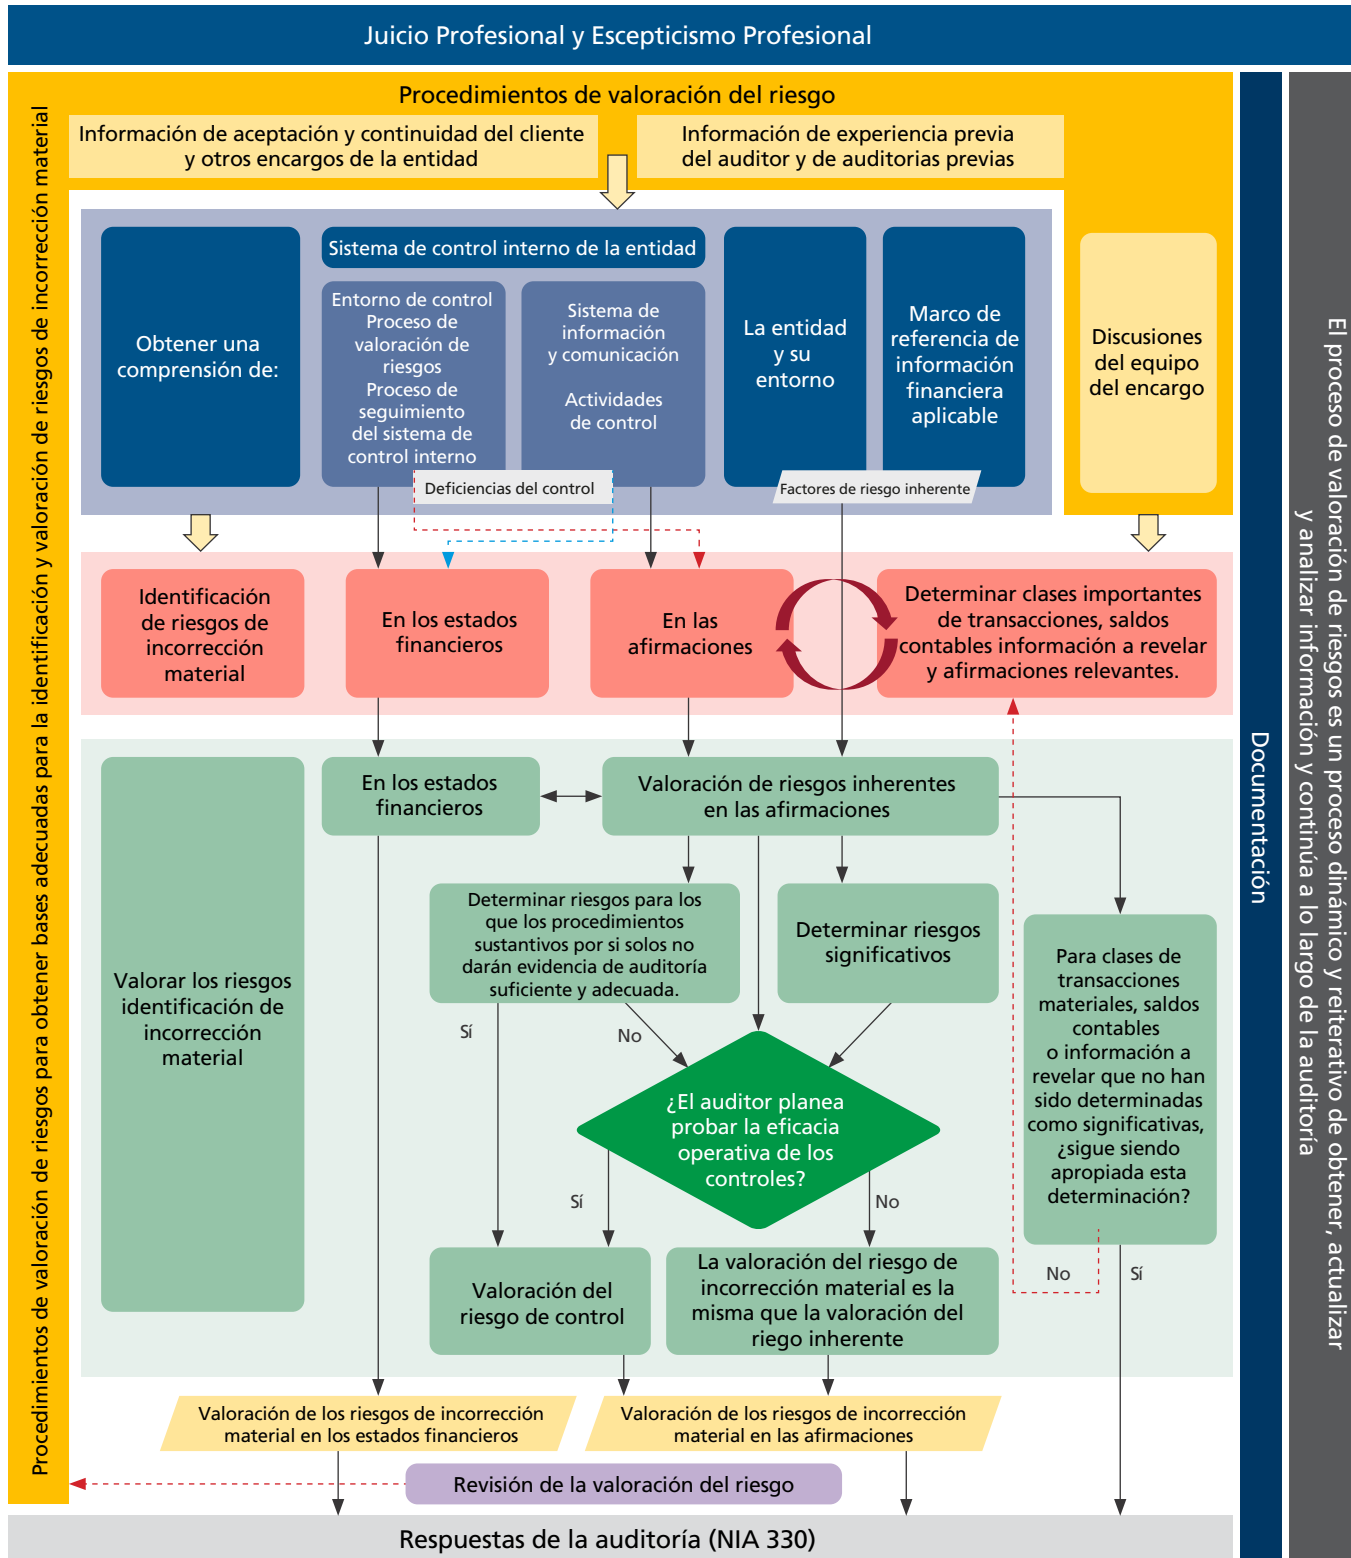 Juicio Profesional y Escepticismo Profesional
Procedimientos de valoración de riesgos para obtener bases adecuadas para la identificación y valoración de riesgos de incorrección material
Procedimientos de valoración del riesgo
Información de aceptación y continuidad del cliente
y otros encargos de la entidad
Información de experiencia previa
del auditor y de auditorias previas
Obtener una
comprensión de:
Sistema de control interno de la entidad
Entorno de control
Proceso de
valoración de
riesgos
Proceso de
seguimiento
del sistema de
control interno
Sistema de
información
y comunicación
Actividades
de control
La entidad
y su
entorno
Marco de
referencia de
información
financiera
aplicable
Discusiones
del equipo
del encargo
Deficiencias del control
Factores de riesgo inherente
Identificación
de riesgos de
incorrección
material
En los estados
financieros
En las
afirmaciones
Determinar clases importantes
de transacciones, saldos
contables información a revelar
y afirmaciones relevantes.
Valorar los riesgos
identificación de
incorrección
material
En los estados
financieros
Valoración de riesgos inherentes
en las afirmaciones
Determinar riesgos para los
que los procedimientos
sustantivos por si solos no
darán evidencia de auditoría
suficiente y adecuada.
Determinar riesgos
significativos
Para clases de
transacciones
materiales, saldos
contables
o información a
revelar que no han
sido determinadas
como significativas,
¿sigue siendo
apropiada esta
determinación?
Sí
No
¿El auditor planea
probar la eficacia
operativa de los
controles?
Sí
No
Valoración del
riesgo de control
La valoración del riesgo de
incorrección material es la
misma que la valoración del
riego inherente
No
Sí
Valoración de los riesgos de incorrección
material en los estados financieros
Valoración de los riesgos de incorrección
material en las afirmaciones
Revisión de la valoración del riesgo
Respuestas de la auditoría (NIA 330)
Documentación
El proceso de valoración de riesgos es un proceso dinámico y reiterativo de obtener, actualizar
y analizar información y continúa a lo largo de la auditoría